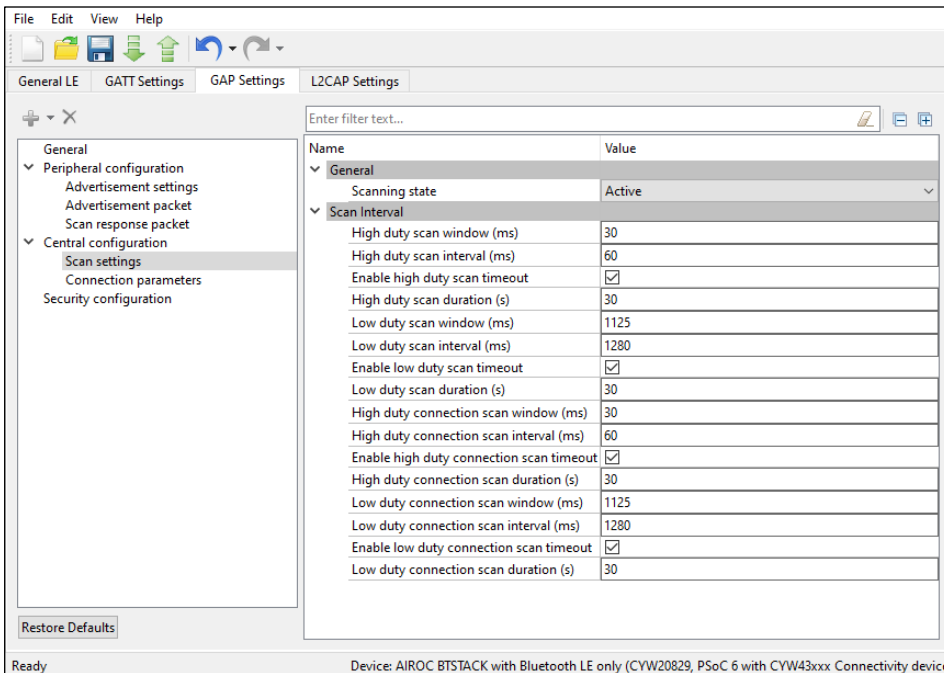 File Edit View Help
General LE GATT Settings GAP Settings L2CAP Settings
General
Peripheral configuration
Advertisement settings
Advertisement packet
Scan response packet
Central configuration
Scan settings
Connection parameters
Security configuration
Restore Defaults
Enter filter text...
Name Value
General
Scanning state Active
Scan Interval
High duty scan window (ms) 30
High duty scan interval (ms) 60
Enable high duty scan timeout
High duty scan duration (s) 30
Low duty scan window (ms) 1125
Low duty scan interval (ms) 1280
Enable low duty scan timeout
Low duty scan duration (s) 30
High duty connection scan window (ms) 30
High duty connection scan interval (ms) 60
Enable high duty connection scan timeout
High duty connection scan duration (s) 30
Low duty connection scan window (ms) 1125
Low duty connection scan interval (ms) 1280
Enable low duty connection scan timeout
Low duty connection scan duration (s) 30
Ready Device: AIROC BTSTACK with Bluetooth LE only (CYW20829, PSoC 6 with CYW43xxx Connectivity device